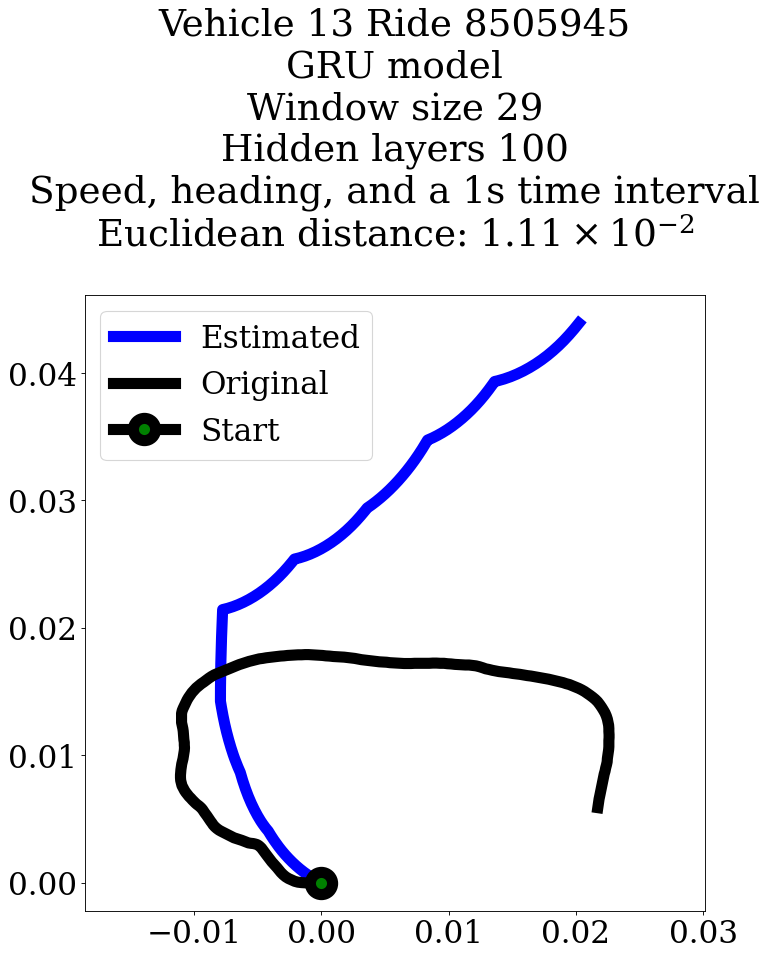 Vehicle 13 Ride 8505945
GRU model
Window size 29
Hidden layers 100
Speed, heading, and a 1s time interval
Euclidean distance: 1.11 × 10⁻²
Estimated
Original
Start
0.04
0.03
0.02
0.01
0.00
−0.01 0.00 0.01 0.02 0.03